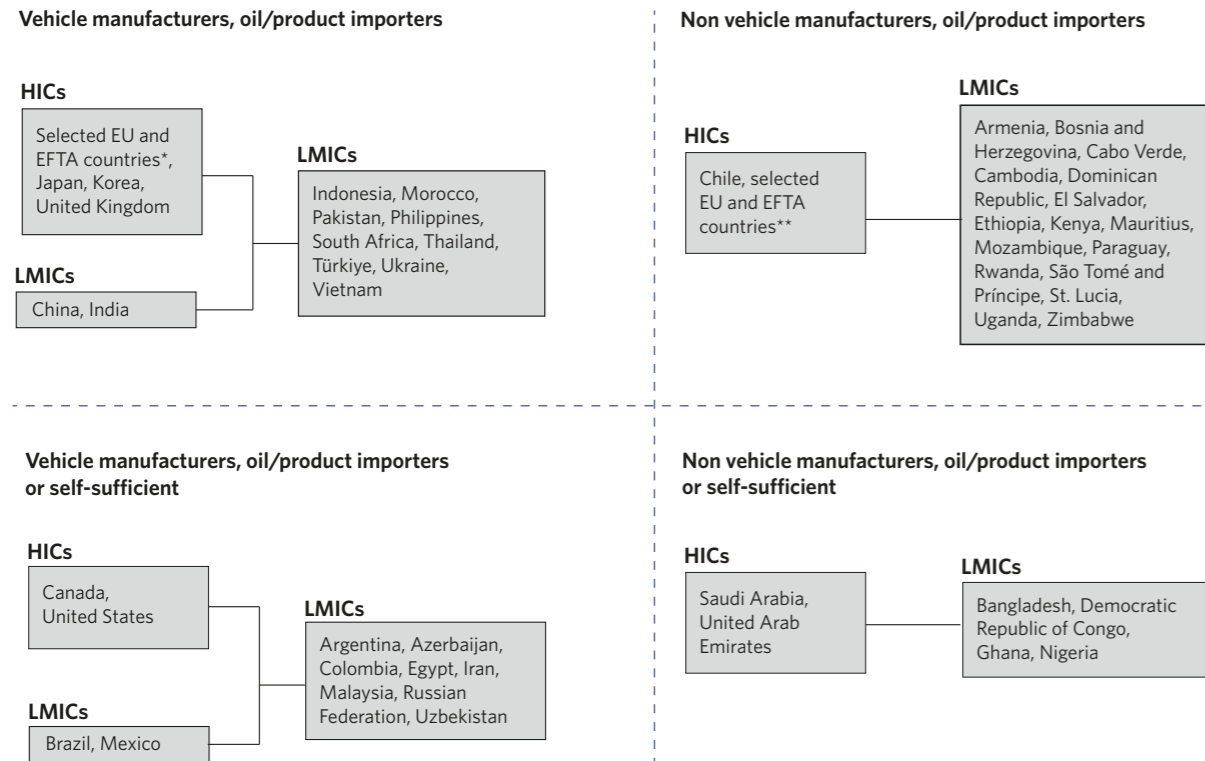 Vehicle manufacturers, oil/product importers
HICs
Selected EU and
EFTA countries*,
Japan, Korea,
United Kingdom
LMICs
China, India
LMICs
Indonesia, Morocco,
Pakistan, Philippines,
South Africa, Thailand,
Türkiye, Ukraine,
Vietnam
Non vehicle manufacturers, oil/product importers
HICs
Chile, selected
EU and EFTA
countries**
LMICs
Armenia, Bosnia and
Herzegovina, Cabo Verde,
Cambodia, Dominican
Republic, El Salvador,
Ethiopia, Kenya, Mauritius,
Mozambique, Paraguay,
Rwanda, São Tomé and
Príncipe, St. Lucia,
Uganda, Zimbabwe
Vehicle manufacturers, oil/product importers
or self-sufficient
HICs
Canada,
United States
LMICs
Brazil, Mexico
LMICs
Argentina, Azerbaijan,
Colombia, Egypt, Iran,
Malaysia, Russian
Federation, Uzbekistan
Non vehicle manufacturers, oil/product importers
or self-sufficient
HICs
Saudi Arabia,
United Arab
Emirates
LMICs
Bangladesh, Democratic
Republic of Congo,
Ghana, Nigeria